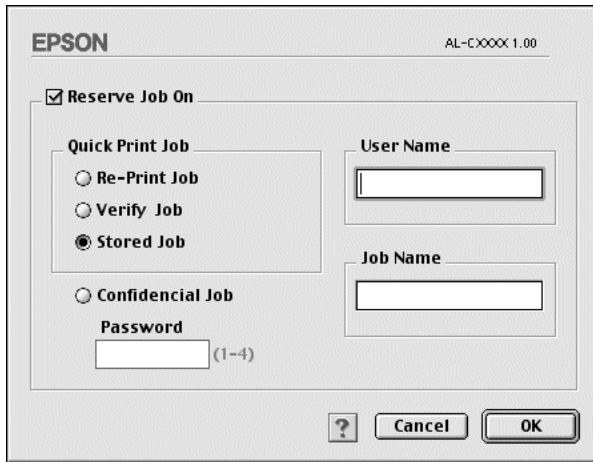 EPSON
AL-CXXXX 1.00
Reserve Job On
Quick Print Job
Re-Print Job
Verify Job
Stored Job
Confidencial Job
Password
(1-4)
User Name
Job Name
?
Cancel
OK